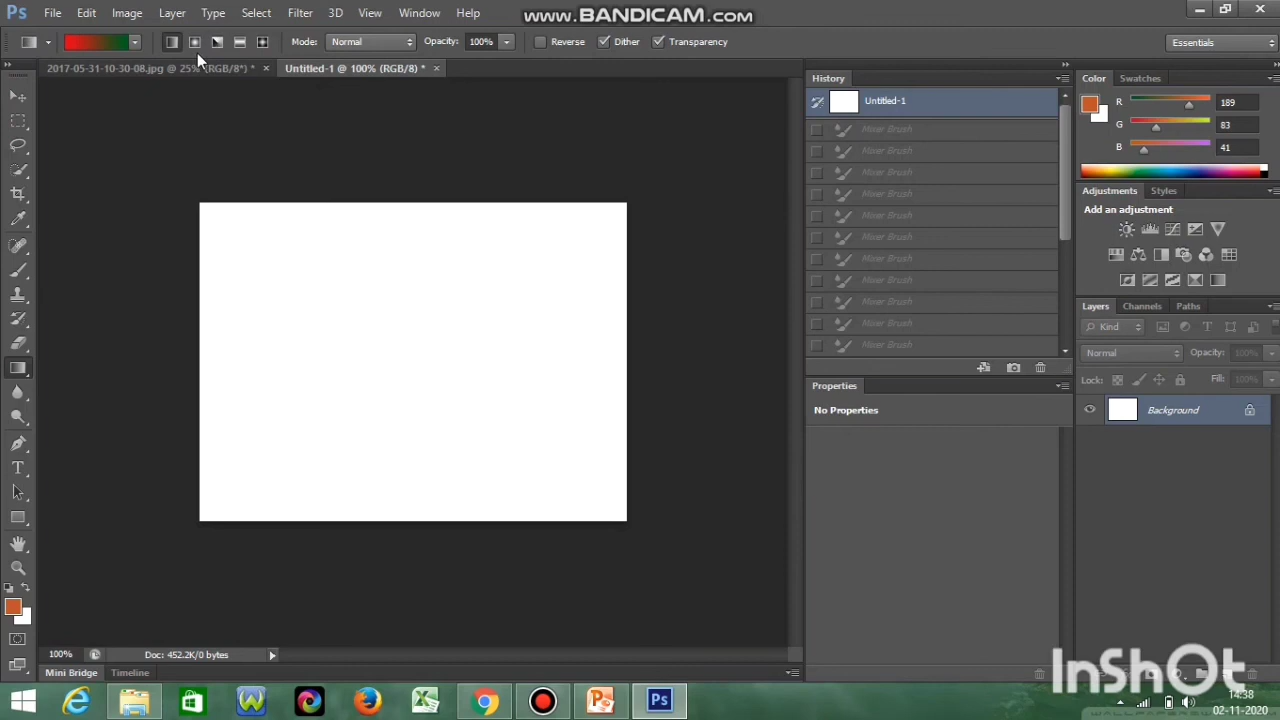 Ps File Edit Image Layer Type Select Filter 3D View Window Help
www.BANDICAM.com
Mode: Normal Opacity: 100% Reverse Dither Transparency Essentials
2017-05-31-10-30-08.jpg @ 25% (RGB/8*) * × Untitled-1 @ 100% (RGB/8) * ×
History
Untitled-1
Mixer Brush
Mixer Brush
Mixer Brush
Mixer Brush
Mixer Brush
Mixer Brush
Mixer Brush
Mixer Brush
Mixer Brush
Mixer Brush
Mixer Brush
Properties
No Properties
Color Swatches
R 189
G 83
B 41
Adjustments Styles
Add an adjustment
Layers Channels Paths
Kind
Normal Opacity: 100%
Lock: Fill: 100%
Background
100% Doc: 452.2K/0 bytes
Mini Bridge Timeline
InShOt
14:38
02-11-2020